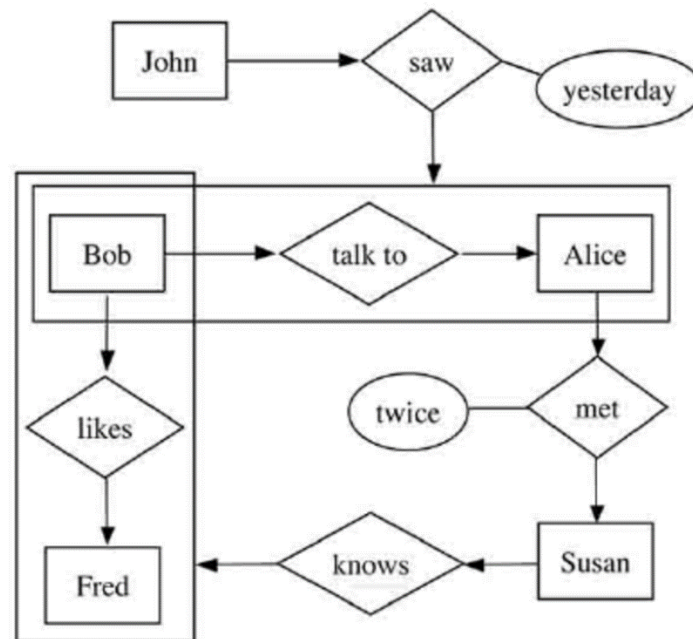 John
saw
yesterday
Bob
talk to
Alice
likes
twice
met
Fred
knows
Susan